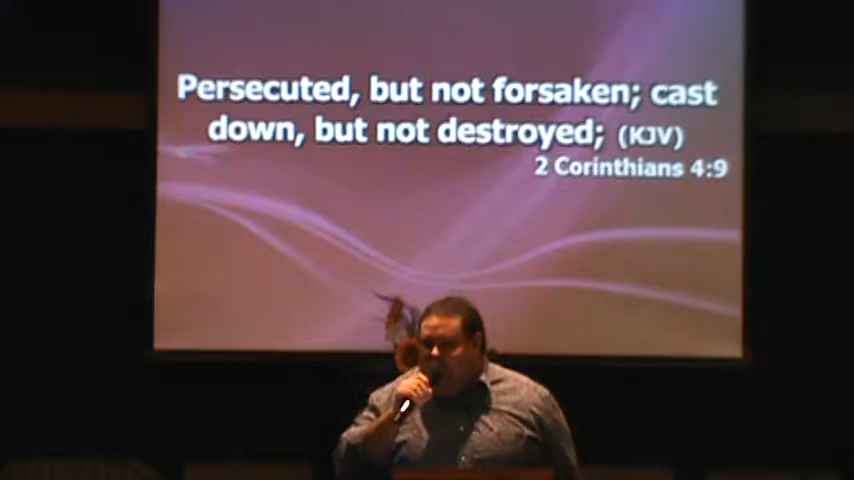 Persecuted, but not forsaken; cast
down, but not destroyed; (KJV)
2 Corinthians 4:9